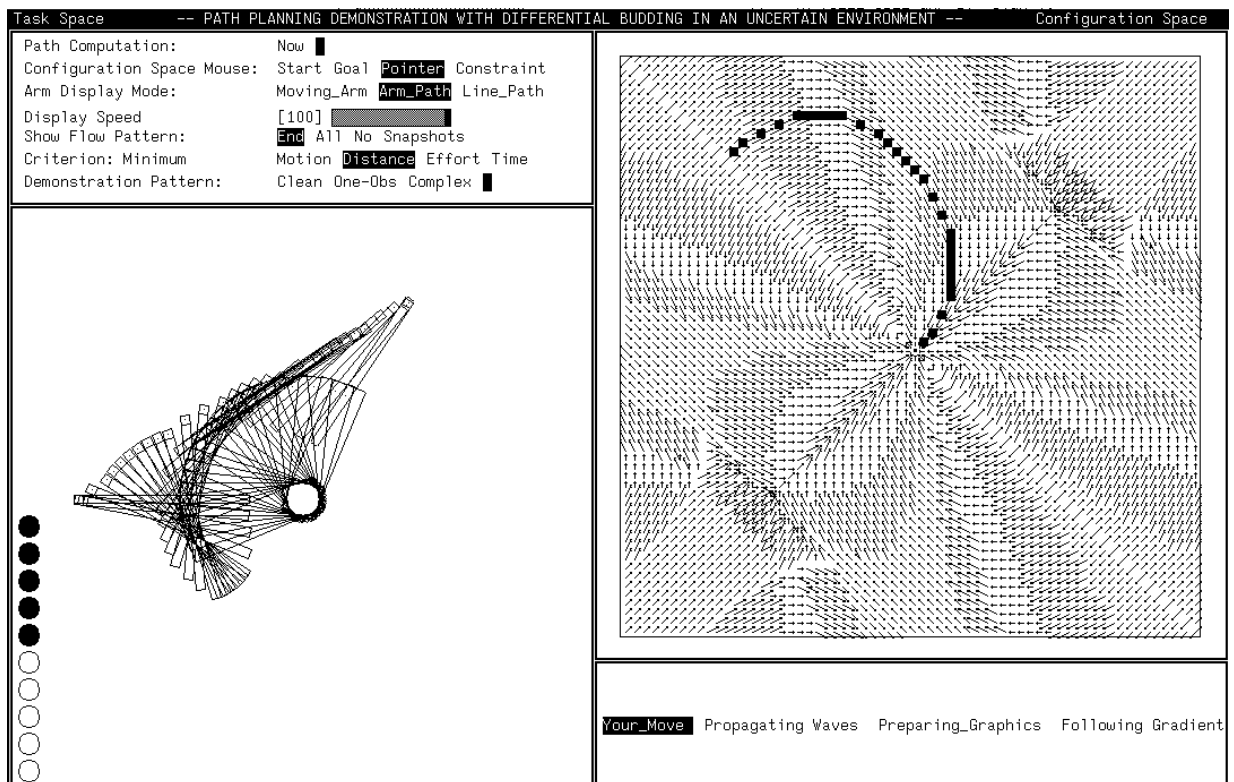 Task Space -- PATH PLANNING DEMONSTRATION WITH DIFFERENTIAL BUDDING IN AN UNCERTAIN ENVIRONMENT -- Configuration Space
Path Computation: Now
Configuration Space Mouse: Start Goal Pointer Constraint
Arm Display Mode: Moving_Arm Arm_Path Line_Path
Display Speed [100]
Show Flow Pattern: End All No Snapshots
Criterion: Minimum Motion Distance Effort Time
Demonstration Pattern: Clean One-Obs Complex
Your_Move Propagating Waves Preparing_Graphics Following Gradient